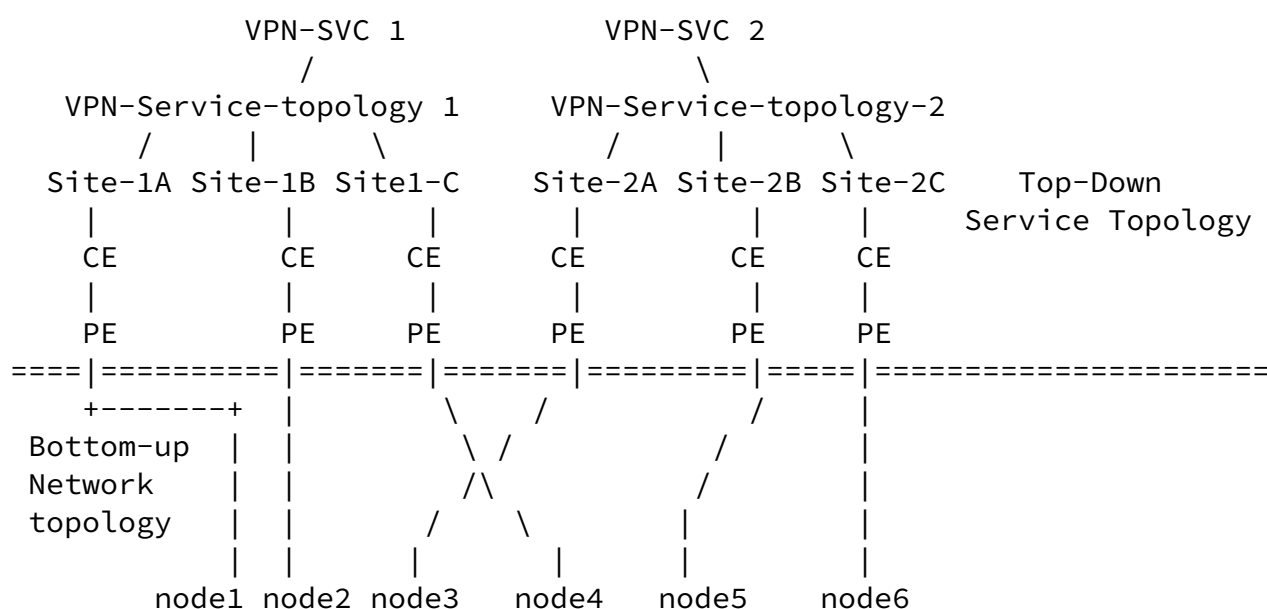 VPN-SVC 1 VPN-SVC 2
VPN-Service-topology 1 VPN-Service-topology-2
Site-1A Site-1B Site1-C Site-2A Site-2B Site-2C Top-Down
Service Topology
CE CE CE CE CE CE
PE PE PE PE PE PE
Bottom-up
Network
topology
node1 node2 node3 node4 node5 node6